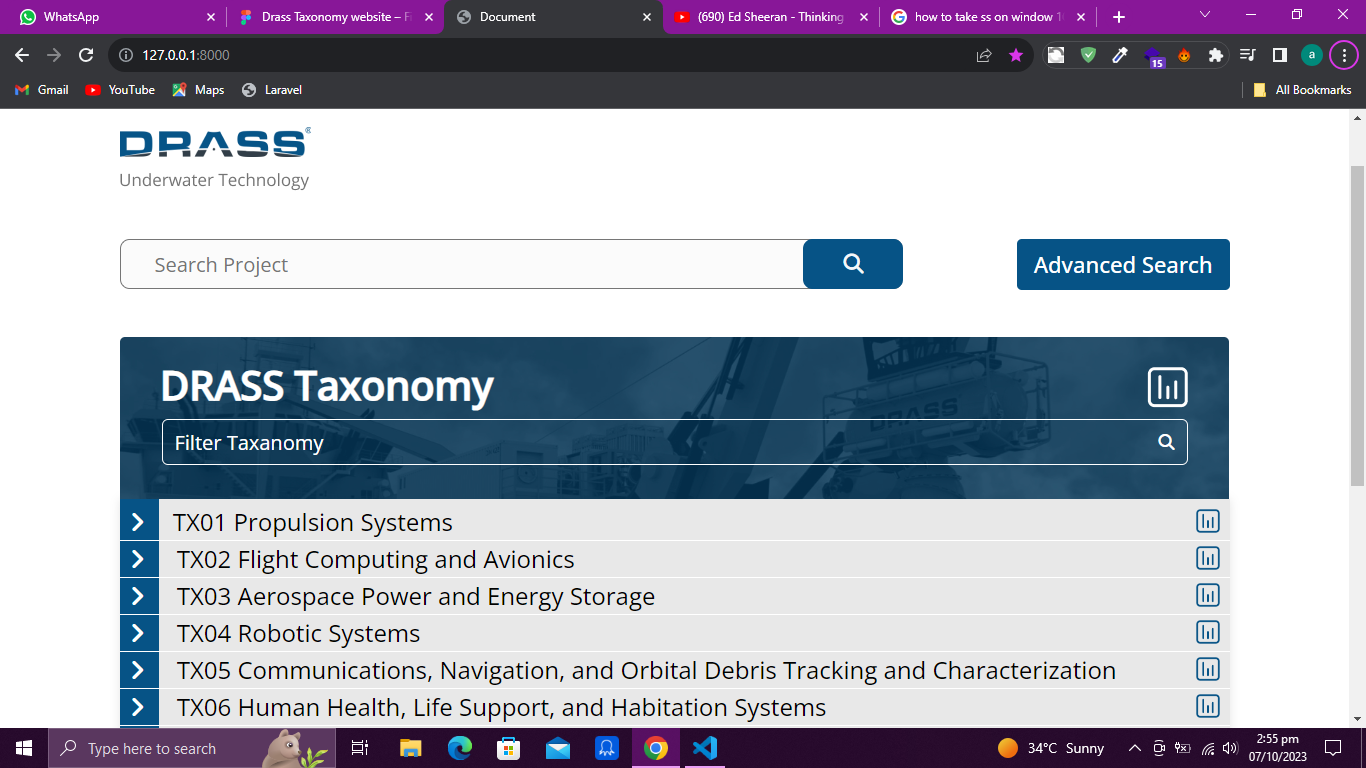 WhatsApp
Drass Taxonomy website – Fi
Document
(690) Ed Sheeran - Thinking
how to take ss on window 1
127.0.0.1:8000
15
a
Gmail
YouTube
Maps
Laravel
All Bookmarks
DRASS®
Underwater Technology
Search Project
Advanced Search
DRASS
DRASS Taxonomy
Filter Taxanomy
TX01 Propulsion Systems
TX02 Flight Computing and Avionics
TX03 Aerospace Power and Energy Storage
TX04 Robotic Systems
TX05 Communications, Navigation, and Orbital Debris Tracking and Characterization
TX06 Human Health, Life Support, and Habitation Systems
Type here to search
34°C Sunny
2:55 pm
07/10/2023